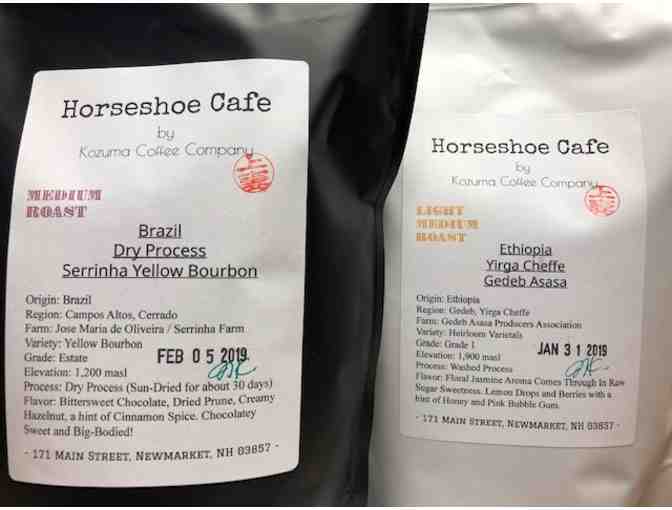 Horseshoe Cafe
by
Kozuma Coffee Company
MEDIUM
ROAST
Brazil
Dry Process
Serrinha Yellow Bourbon
Origin: Brazil
Region: Campos Altos, Cerrado
Farm: Jose Maria de Oliveira / Serrinha Farm
Variety: Yellow Bourbon
Grade: Estate
FEB 05 2019
Elevation: 1,200 masl
Process: Dry Process (Sun-Dried for about 30 days)
Flavor: Bittersweet Chocolate, Dried Prune, Creamy
Hazelnut, a hint of Cinnamon Spice. Chocolatey
Sweet and Big-Bodied!
- 171 Main Street, Newmarket, NH 03857 -
Horseshoe Cafe
by
Kozuma Coffee Company
LIGHT
MEDIUM
ROAST
Ethiopia
Yirga Cheffe
Gedeb Asasa
Origin: Ethiopia
Region: Gedeb, Yirga Cheffe
Farm: Gedeb Asasa Producers Association
Variety: Heirloom Varietals
Grade: Grade 1
JAN 31 2019
Elevation: 1,900 masl
Process: Washed Process
Flavor: Floral Jasmine Aroma Comes Through In Raw
Sugar Sweetness. Lemon Drops and Berries with a
hint of Honey and Pink Bubble Gum.
- 171 Main Street, Newmarket, NH 03857 -